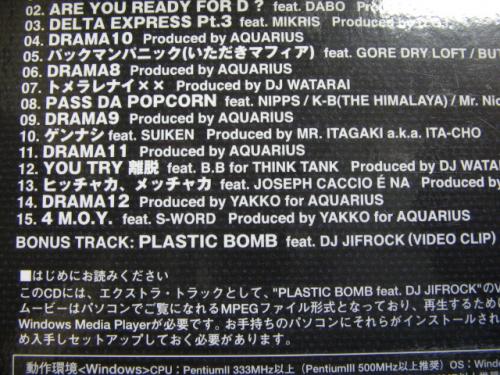 02. ARE YOU READY FOR D ? feat. DABO Produced
03. DELTA EXPRESS Pt.3 feat. MIKRIS Produced by
04. DRAMA10 Produced by AQUARIUS
05. パックマンパニック(いただきマフィア) feat. GORE DRY LOFT / BU
06. DRAMA8 Produced by AQUARIUS
07. トメラレナイ×× Produced by DJ WATARAI
08. PASS DA POPCORN feat. NIPPS / K-B(THE HIMALAYA) / Mr. Nic
09. DRAMA9 Produced by AQUARIUS
10. ゲンナシ feat. SUIKEN Produced by MR. ITAGAKI a.k.a. ITA-CHO
11. DRAMA11 Produced by AQUARIUS
12. YOU TRY 離脱 feat. B.B for THINK TANK Produced by DJ WATAR
13. ヒッチャカ、メッチャカ feat. JOSEPH CACCIO É NA Produced by
14. DRAMA12 Produced by YAKKO for AQUARIUS
15. 4 M.O.Y. feat. S-WORD Produced by YAKKO for AQUARIUS
BONUS TRACK: PLASTIC BOMB feat. DJ JIFROCK (VIDEO CLIP)
■はじめにお読みください
このCDには、エクストラ・トラックとして、"PLASTIC BOMB feat. DJ JIFROCK"のV
ムービーはパソコンでご覧になれるMPEGファイル形式となっており、再生するため
Windows Media Playerが必要です。お手持ちのパソコンにそれらがインストールされ
め入手しセットアップしておく必要があります。
動作環境<Windows>CPU：PentiumII 333MHz以上（PentiumIII 500MHz以上推奨）OS：Wind